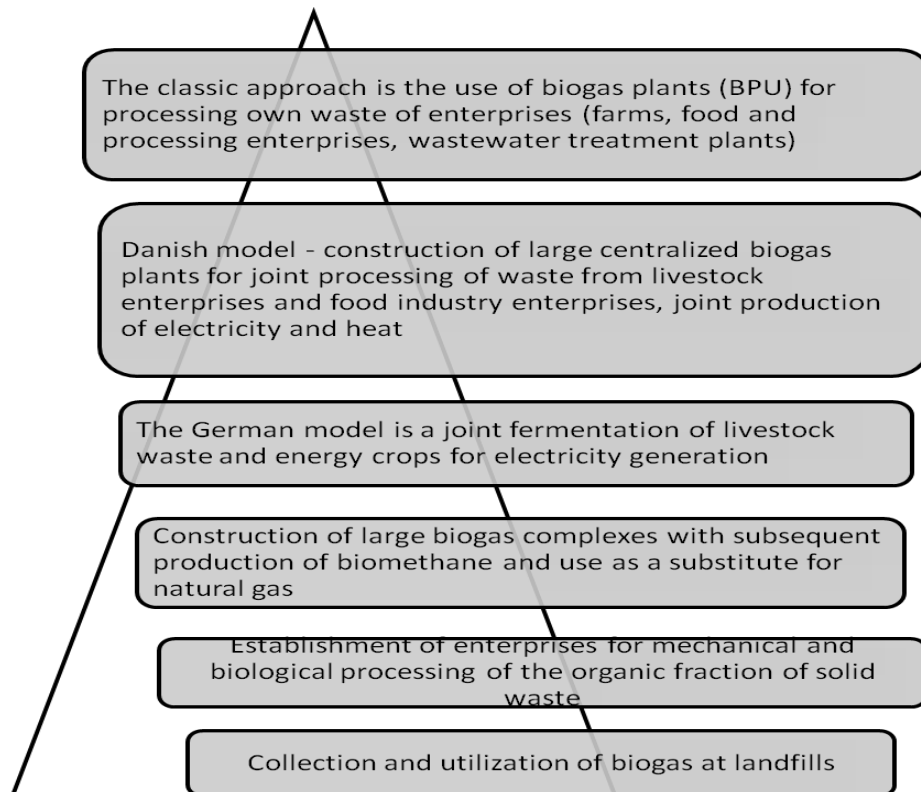 The classic approach is the use of biogas plants (BPU) for
processing own waste of enterprises (farms, food and
processing enterprises, wastewater treatment plants)
Danish model - construction of large centralized biogas
plants for joint processing of waste from livestock
enterprises and food industry enterprises, joint production
of electricity and heat
The German model is a joint fermentation of livestock
waste and energy crops for electricity generation
Construction of large biogas complexes with subsequent
production of biomethane and use as a substitute for
natural gas
Establishment of enterprises for mechanical and
biological processing of the organic fraction of solid
waste
Collection and utilization of biogas at landfills